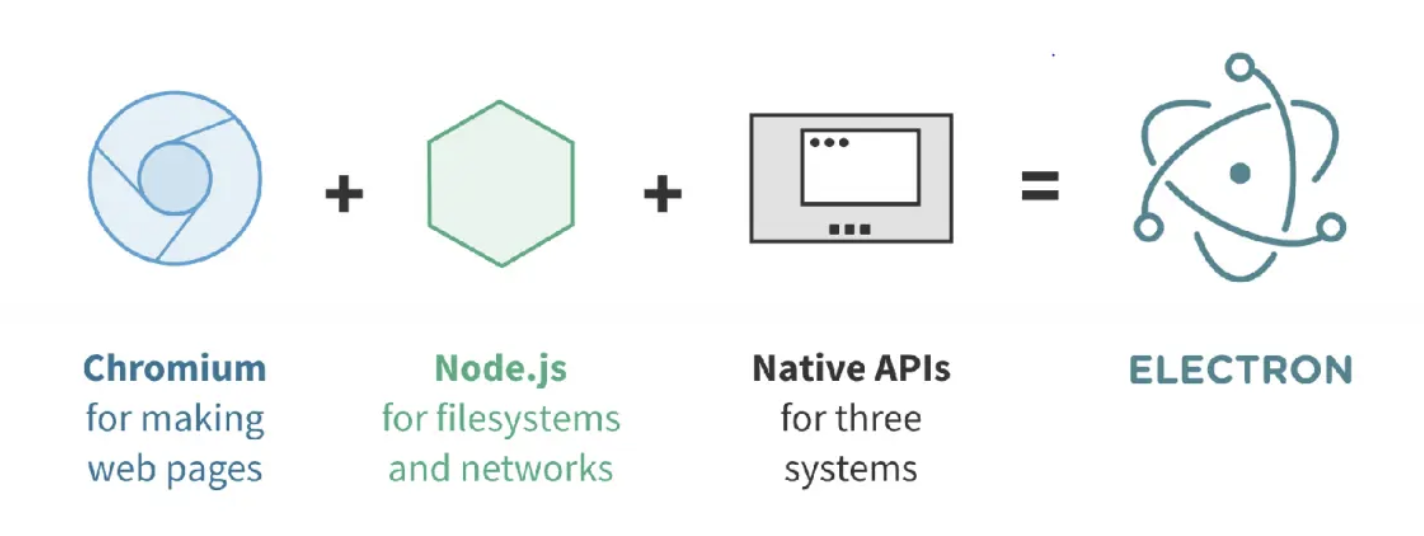 + + =
Chromium
for making
web pages
Node.js
for filesystems
and networks
Native APIs
for three
systems
ELECTRON